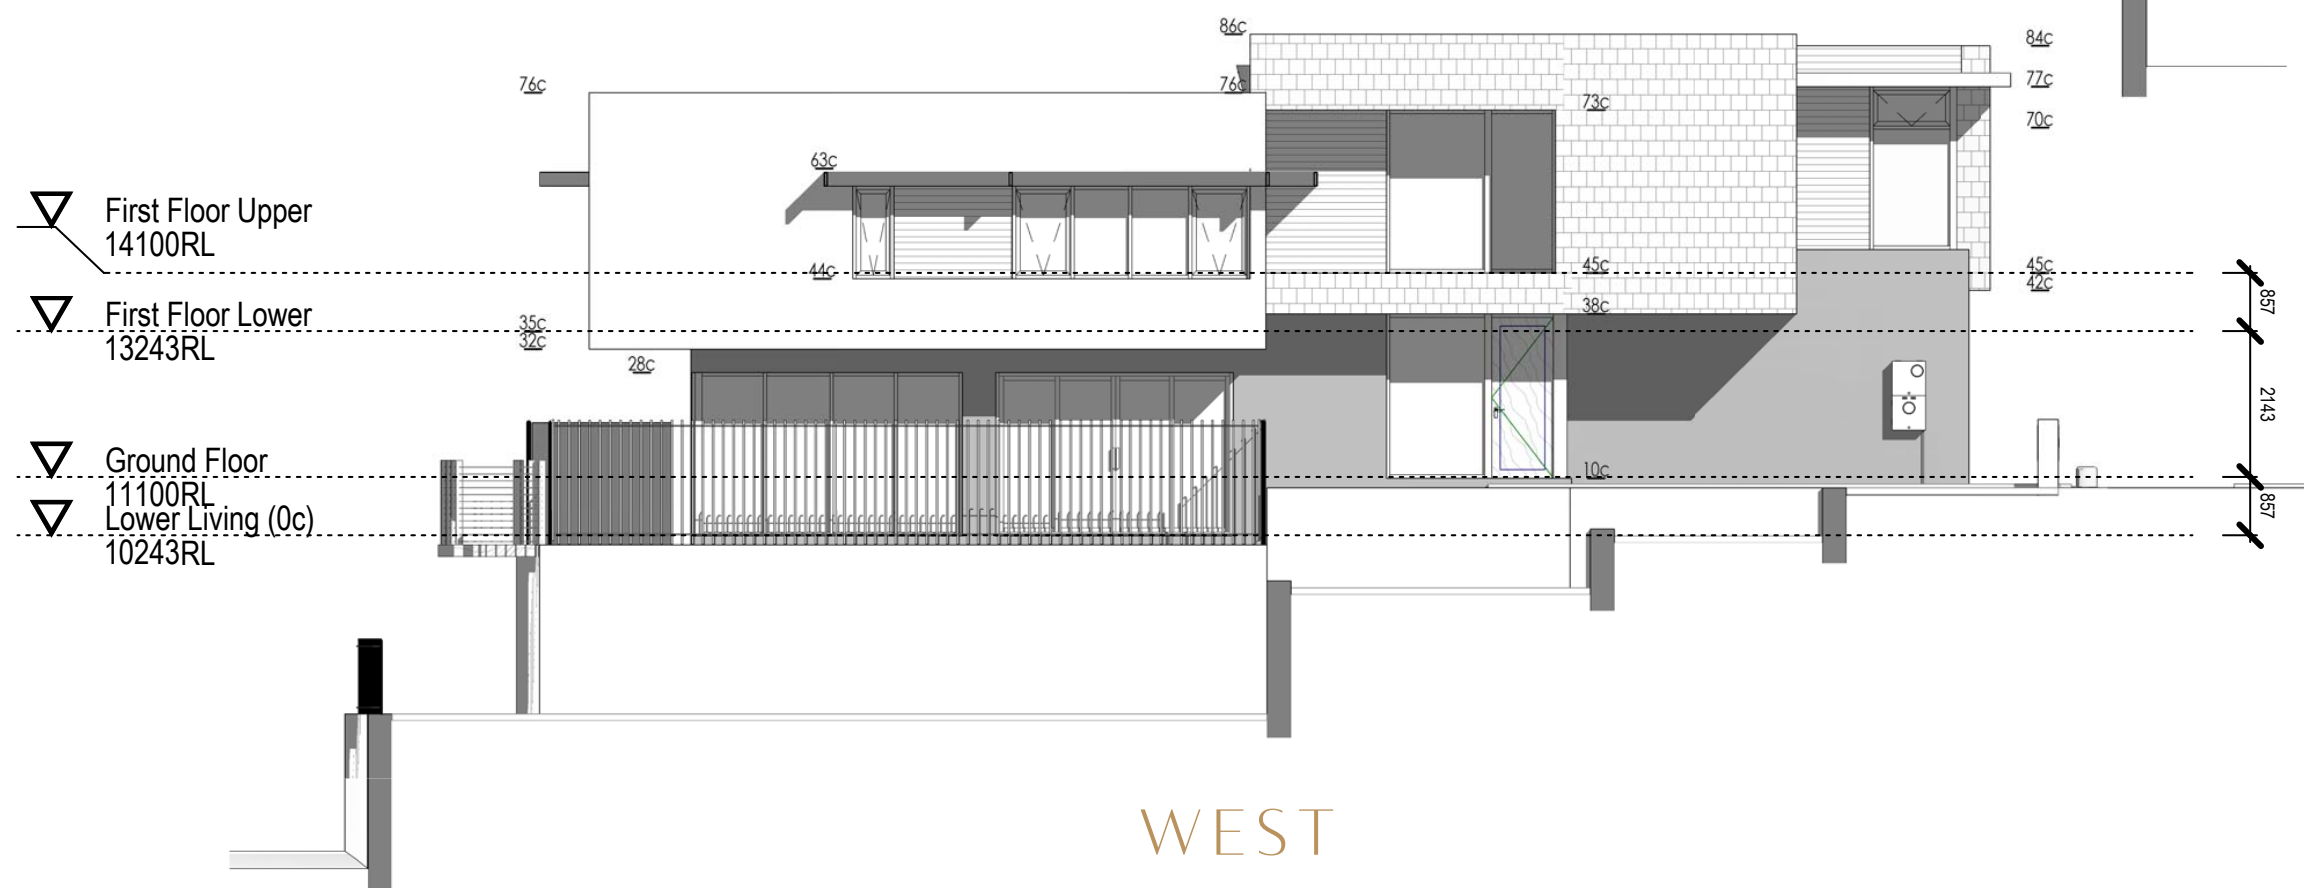 86c
84c
76c
76c
77c
73c
70c
63c
First Floor Upper
14100RL
44c
45c
45c
42c
857
First Floor Lower
13243RL
35c
32c
38c
28c
2143
Ground Floor
11100RL
10c
Lower Living (0c)
10243RL
857
WEST